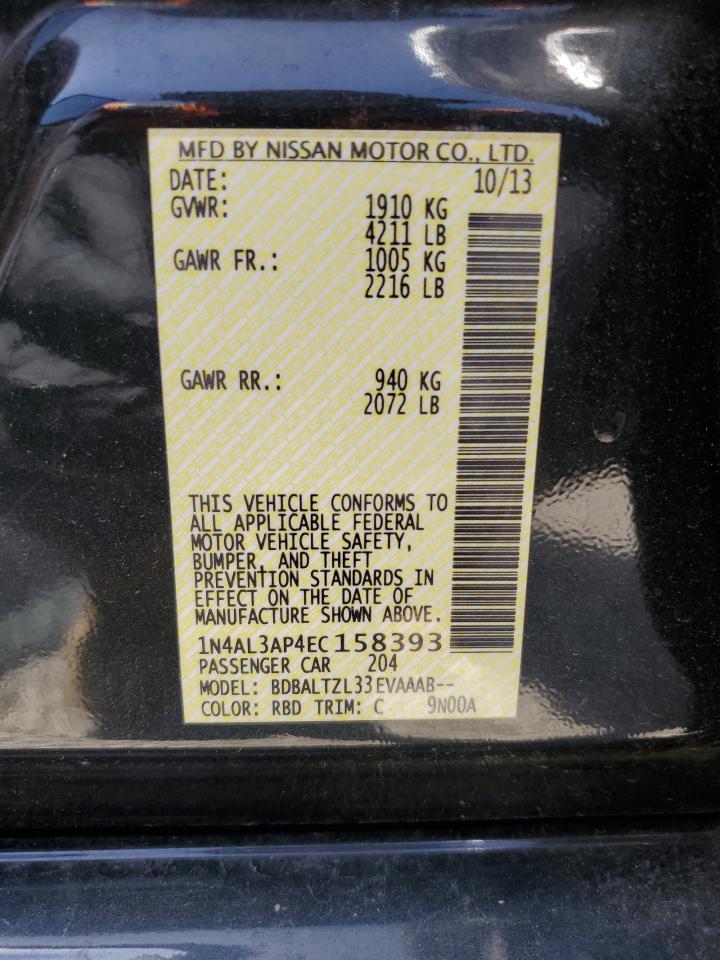 MFD BY NISSAN MOTOR CO., LTD.
DATE: 10/13
GVWR: 1910 KG
4211 LB
GAWR FR.: 1005 KG
2216 LB
GAWR RR.: 940 KG
2072 LB
THIS VEHICLE CONFORMS TO
ALL APPLICABLE FEDERAL
MOTOR VEHICLE SAFETY,
BUMPER, AND THEFT
PREVENTION STANDARDS IN
EFFECT ON THE DATE OF
MANUFACTURE SHOWN ABOVE.
1N4AL3AP4EC158393
PASSENGER CAR 204
MODEL: BDBALTZL33EVAAAB--
COLOR: RBD TRIM: C 9N00A